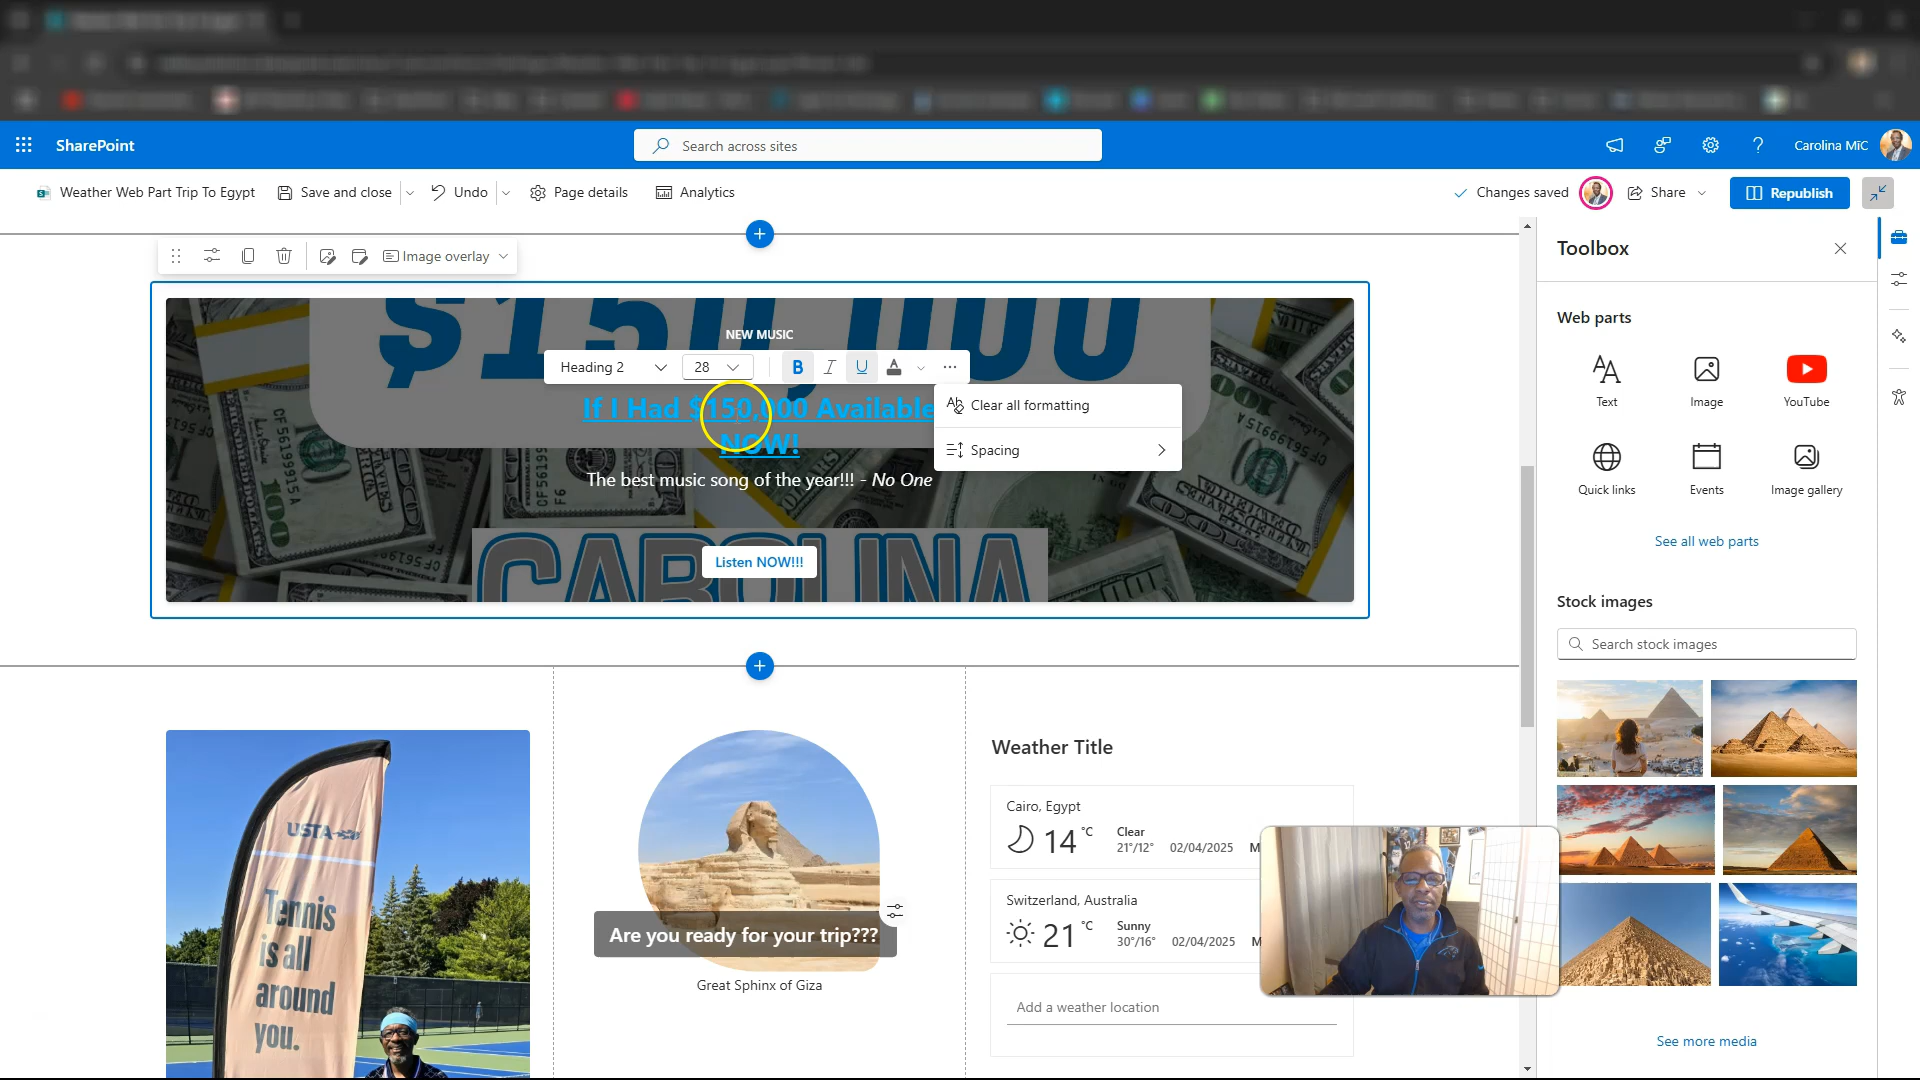 SharePoint
Search across sites
Carolina MiC
Weather Web Part Trip To Egypt
Save and close
Undo
Page details
Analytics
Changes saved
Share
Republish
Image overlay
$150,000
NEW MUSIC
Heading 2
28
B
I
U
A
If I Had $150,000 Available
NOW!
Clear all formatting
Spacing
The best music song of the year!!! - No One
CAROLINA
Listen NOW!!!
Toolbox
Web parts
Text
Image
YouTube
Quick links
Events
Image gallery
See all web parts
Stock images
Search stock images
See more media
USTA
Tennis
is all
around
you.
Are you ready for your trip???
Great Sphinx of Giza
Weather Title
Cairo, Egypt
14 °C
Clear
21°/12°
02/04/2025
M
Switzerland, Australia
21 °C
Sunny
30°/16°
02/04/2025
M
Add a weather location